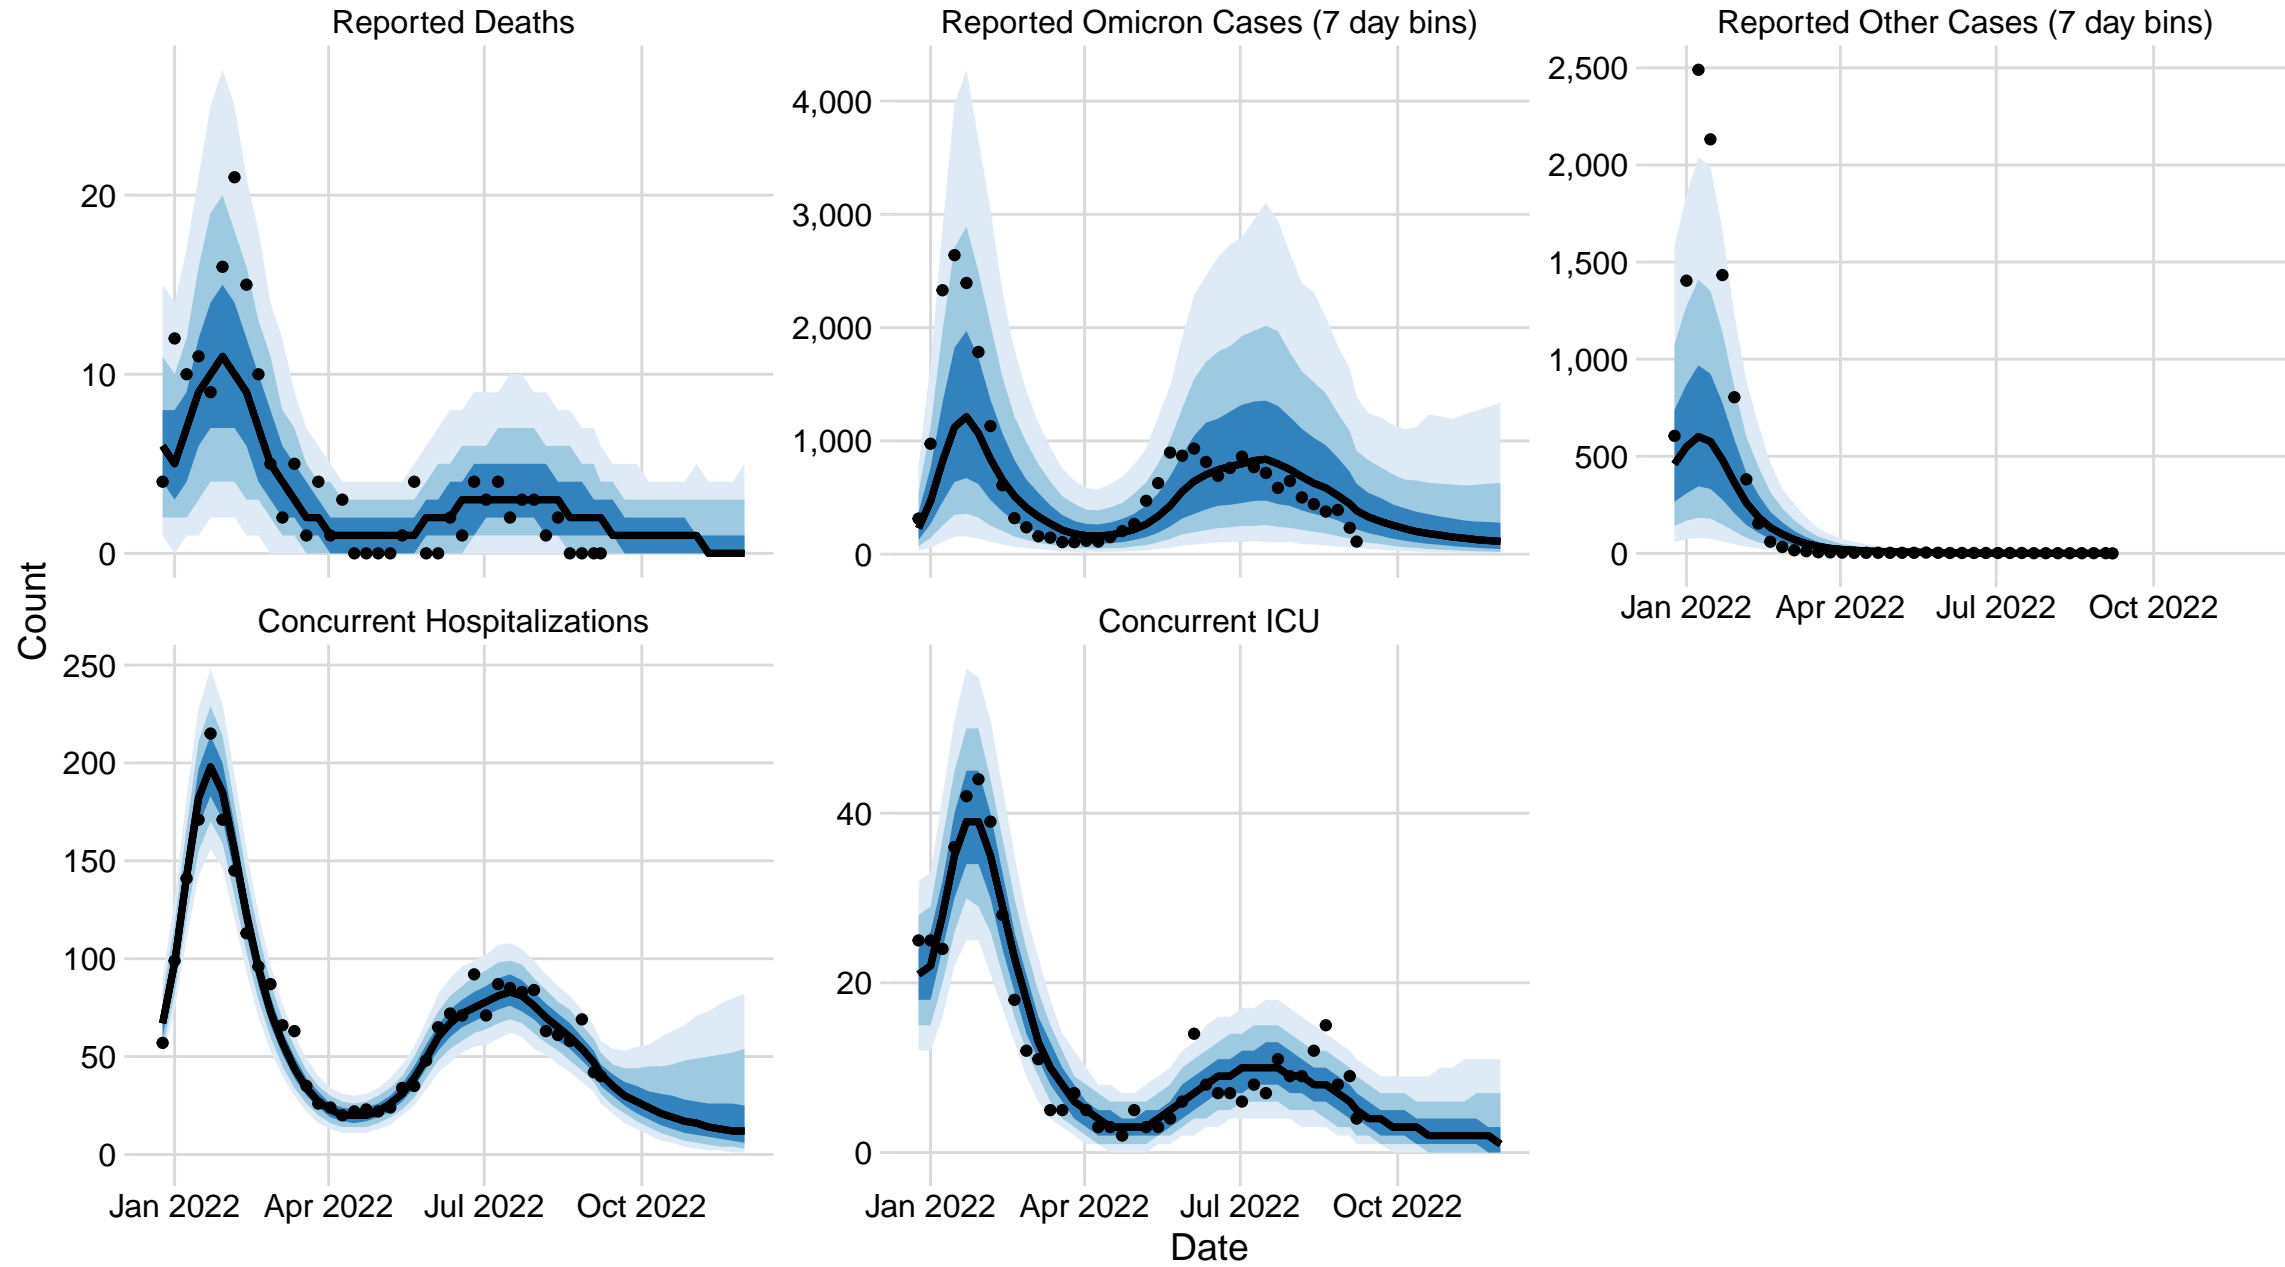 Reported Deaths
Reported Omicron Cases (7 day bins)
Reported Other Cases (7 day bins)
20
10
0
4,000
3,000
2,000
1,000
0
2,500
2,000
1,500
1,000
500
0
Jan 2022 Apr 2022 Jul 2022 Oct 2022
Count
Concurrent Hospitalizations
Concurrent ICU
250
200
150
100
50
0
40
20
0
Jan 2022 Apr 2022 Jul 2022 Oct 2022
Jan 2022 Apr 2022 Jul 2022 Oct 2022
Date